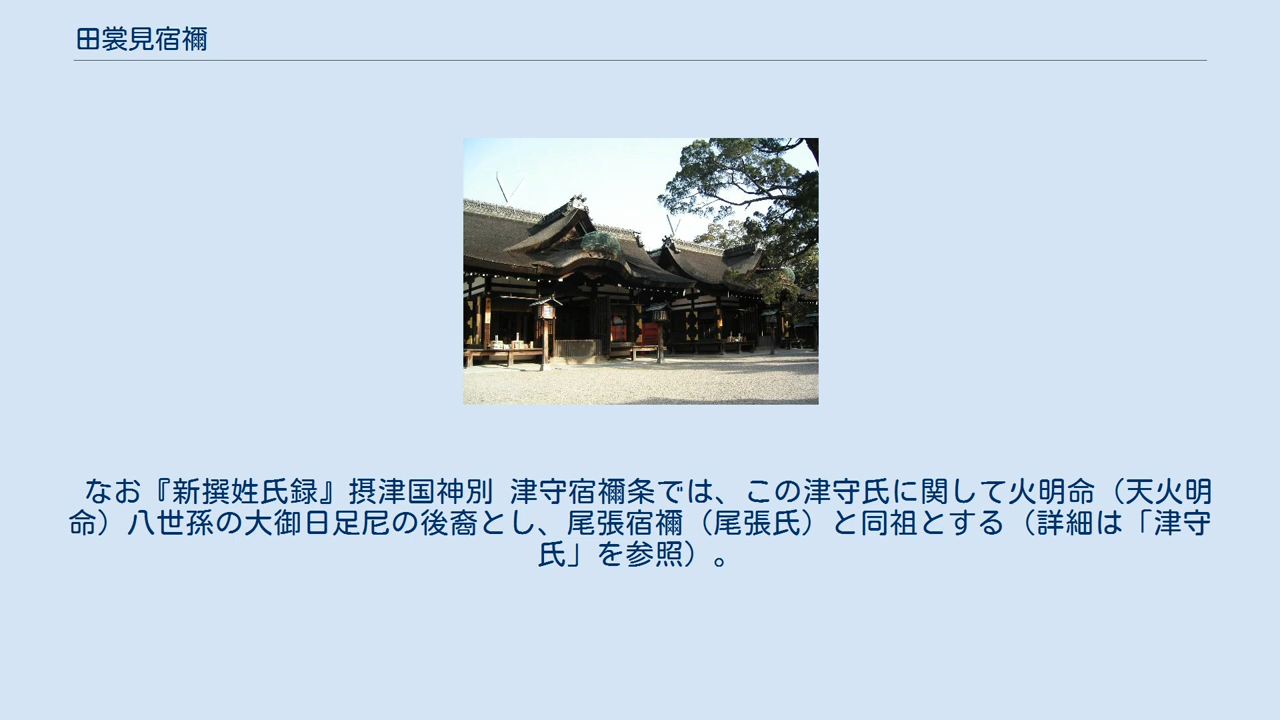 田裳見宿禰
なお『新撰姓氏録』摂津国神別 津守宿禰条では、この津守氏に関して火明命（天火明
命）八世孫の大御日足尼の後裔とし、尾張宿禰（尾張氏）と同祖とする（詳細は「津守
氏」を参照）。